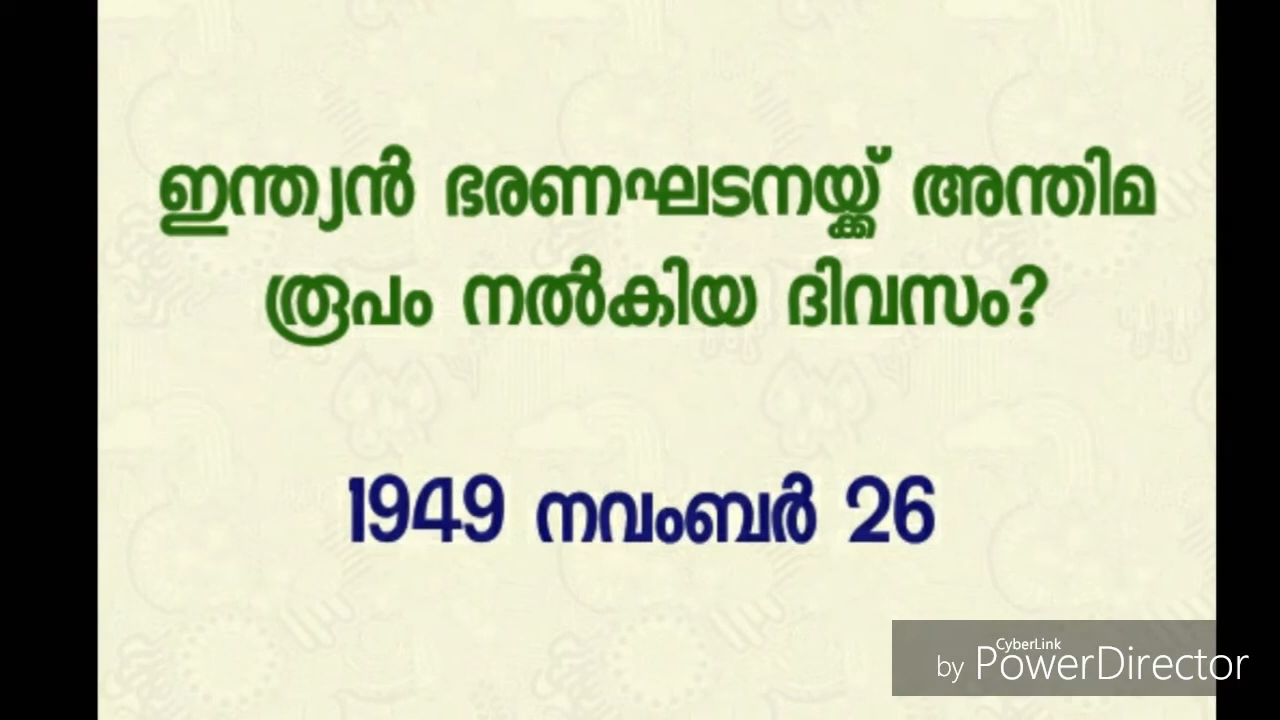 ഇന്ത്യൻ ഭരണഘടനയ്ക്ക് അന്തിമ
രൂപം നൽകിയ ദിവസം?
1949 നവംബർ 26
CyberLink
by PowerDirector